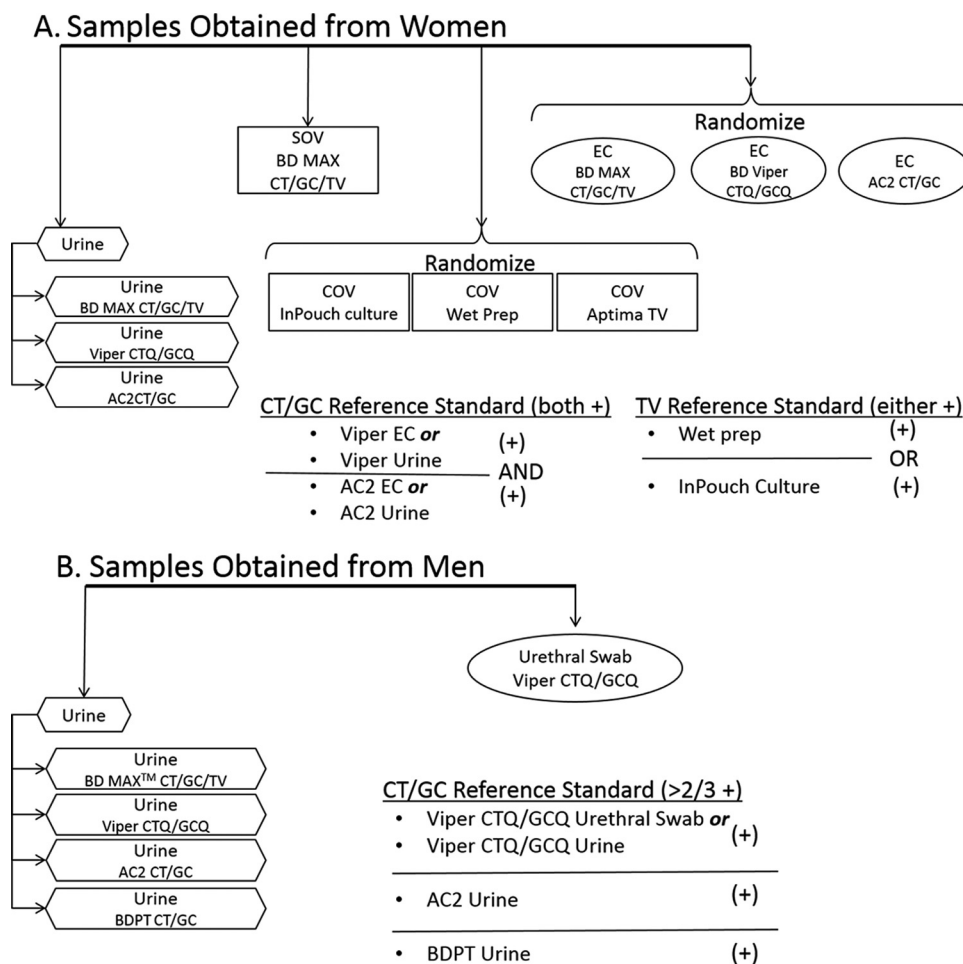 A. Samples Obtained from Women
SOV
BD MAX
CT/GC/TV
Randomize
EC
BD MAX
CT/GC/TV
EC
BD Viper
CTQ/GCQ
EC
AC2 CT/GC
Urine
Urine
BD MAX CT/GC/TV
Urine
Viper CTQ/GCQ
Urine
AC2CT/GC
Randomize
COV
InPouch culture
COV
Wet Prep
COV
Aptima TV
CT/GC Reference Standard (both +)
• Viper EC or
• Viper Urine
(+)
AND
• AC2 EC or
• AC2 Urine
(+)
TV Reference Standard (either +)
• Wet prep (+)
OR
• InPouch Culture (+)
B. Samples Obtained from Men
Urethral Swab
Viper CTQ/GCQ
Urine
Urine
BD MAX™ CT/GC/TV
Urine
Viper CTQ/GCQ
Urine
AC2 CT/GC
Urine
BDPT CT/GC
CT/GC Reference Standard (>2/3 +)
• Viper CTQ/GCQ Urethral Swab or
• Viper CTQ/GCQ Urine
(+)
• AC2 Urine (+)
• BDPT Urine (+)